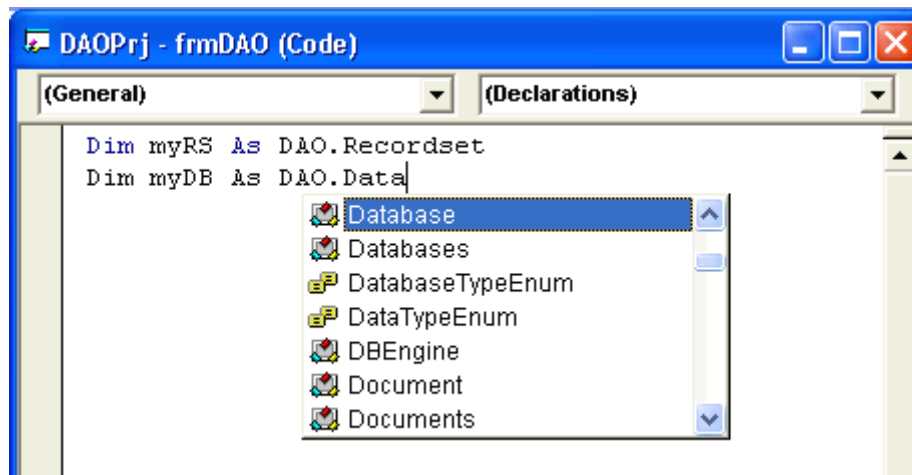 DAOPrj - frmDAO (Code)
(General) (Declarations)
Dim myRS As DAO.Recordset
Dim myDB As DAO.Data
Database
Databases
DatabaseTypeEnum
DataTypeEnum
DBEngine
Document
Documents